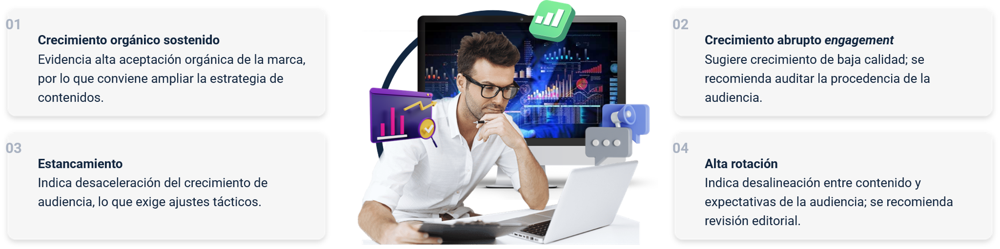 01
Crecimiento orgánico sostenido
Evidencia alta aceptación orgánica de la marca,
por lo que conviene ampliar la estrategia de
contenidos.
02
Crecimiento abrupto engagement
Sugiere crecimiento de baja calidad; se
recomienda auditar la procedencia de la
audiencia.
03
Estancamiento
Indica desaceleración del crecimiento de
audiencia, lo que exige ajustes tácticos.
04
Alta rotación
Indica desalineación entre contenido y
expectativas de la audiencia; se recomienda
revisión editorial.